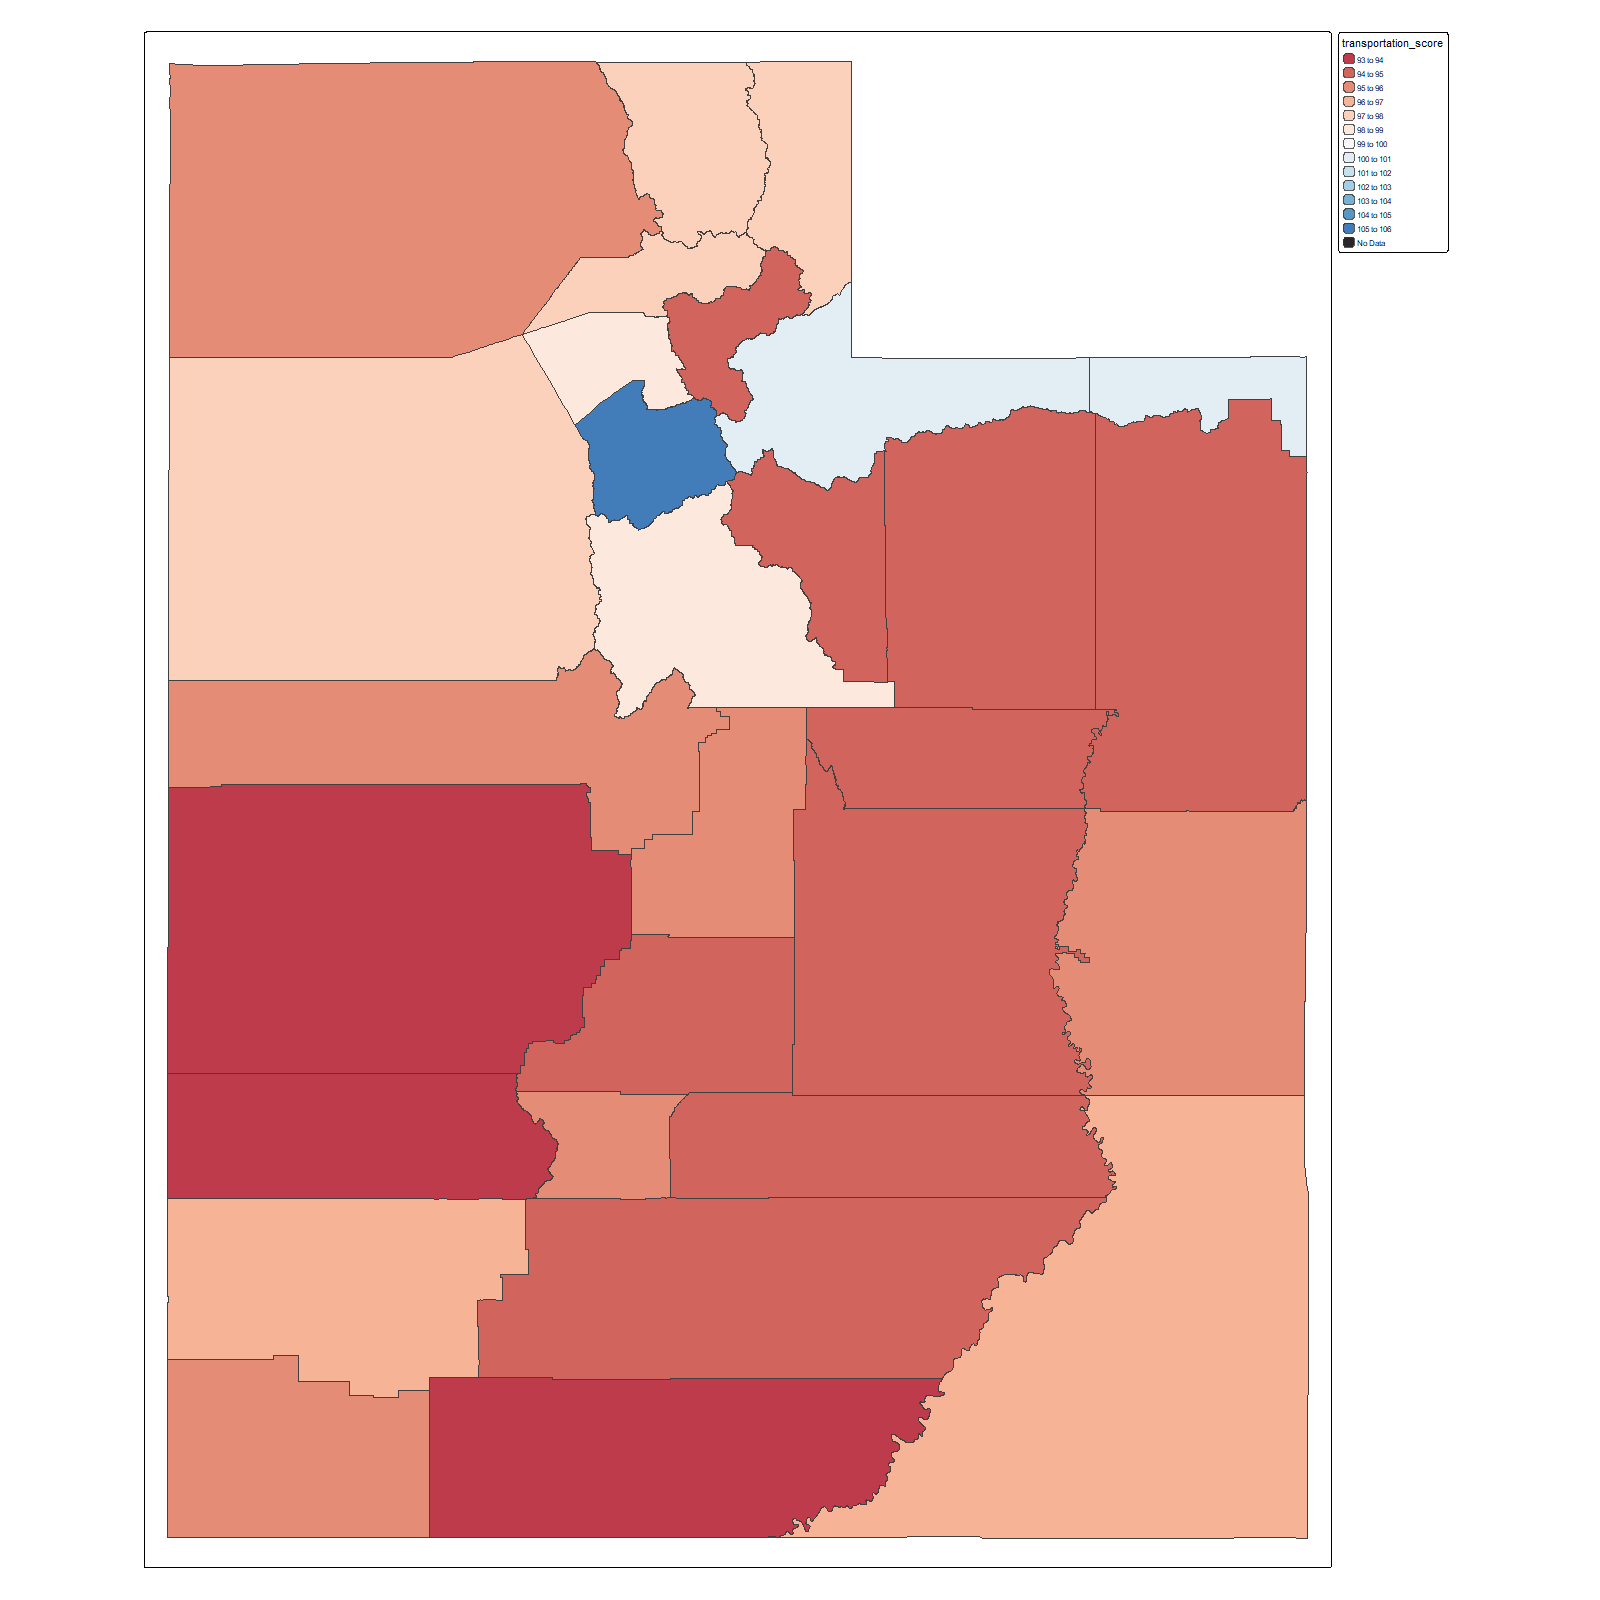 transportation_score
93 to 94
94 to 95
95 to 96
96 to 97
97 to 98
98 to 99
99 to 100
100 to 101
101 to 102
102 to 103
103 to 104
104 to 105
105 to 106
No Data